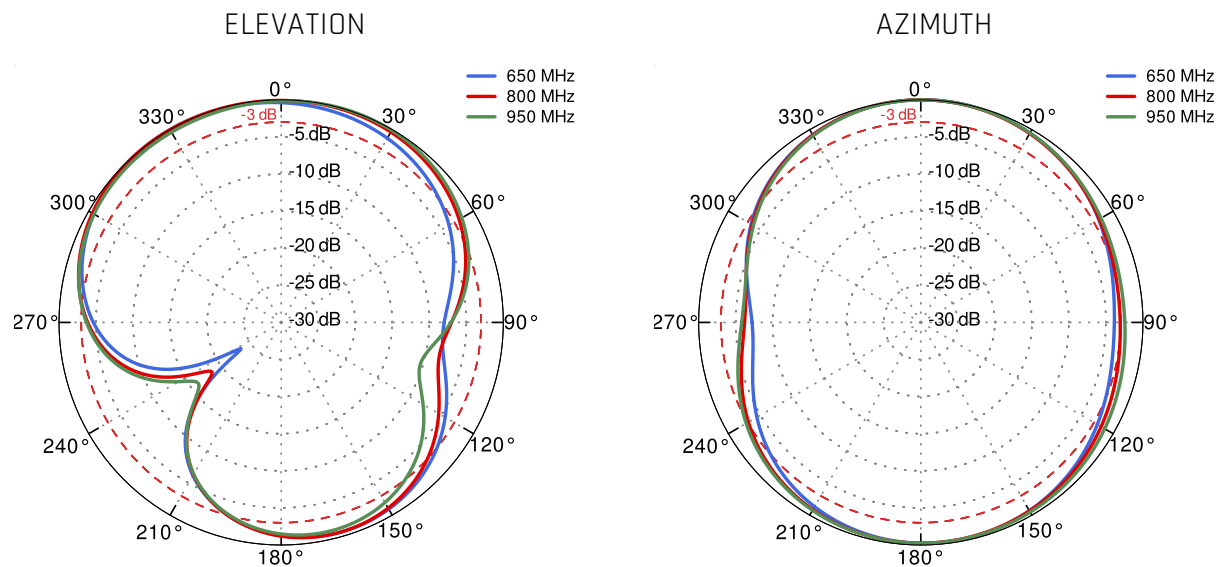 ELEVATION
650 MHz
800 MHz
950 MHz
0°
30°
60°
90°
120°
150°
180°
210°
240°
270°
300°
330°
-3 dB
-5 dB
-10 dB
-15 dB
-20 dB
-25 dB
-30 dB
AZIMUTH
650 MHz
800 MHz
950 MHz
0°
30°
60°
90°
120°
150°
180°
210°
240°
270°
300°
330°
-3 dB
-5 dB
-10 dB
-15 dB
-20 dB
-25 dB
-30 dB